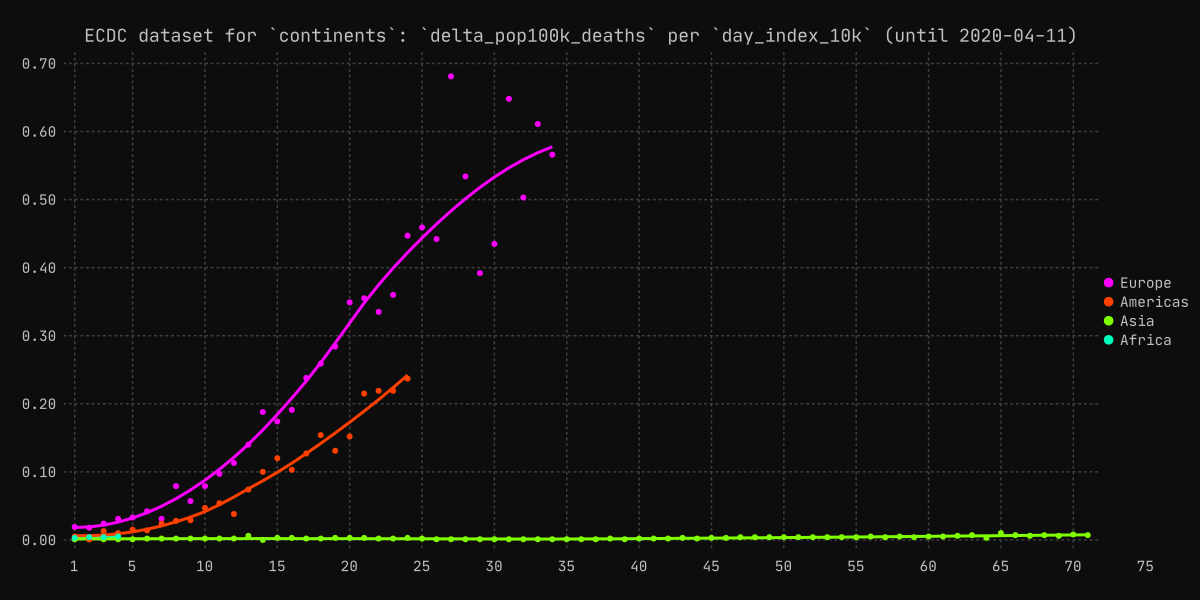 ECDC dataset for `continents`: `delta_pop100k_deaths` per `day_index_10k` (until 2020-04-11)
0.70
0.60
0.50
0.40
0.30
0.20
0.10
0.00
Europe
Americas
Asia
Africa
1 5 10 15 20 25 30 35 40 45 50 55 60 65 70 75